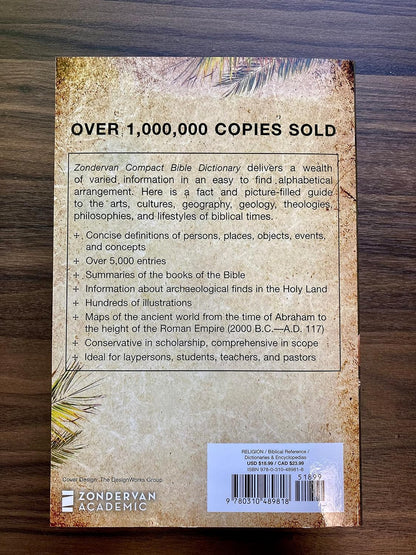 OVER 1,000,000 COPIES SOLD
Zondervan Compact Bible Dictionary delivers a wealth
of varied information in an easy to find alphabetical
arrangement. Here is a fact and picture-filled guide
to the arts, cultures, geography, geology, theologies,
philosophies, and lifestyles of biblical times.
+ Concise definitions of persons, places, objects, events,
and concepts
+ Over 5,000 entries
+ Summaries of the books of the Bible
+ Information about archaeological finds in the Holy Land
+ Hundreds of illustrations
+ Maps of the ancient world from the time of Abraham to
the height of the Roman Empire (2000 B.C.—A.D. 117)
+ Conservative in scholarship, comprehensive in scope
+ Ideal for laypersons, students, teachers, and pastors
RELIGION / Biblical Reference /
Dictionaries & Encyclopedias
USD $18.99 / CAD $23.99
ISBN 978-0-310-48981-8
51899
9 780310 489818
Cover Design: The DesignWorks Group
ZONDERVAN
ACADEMIC